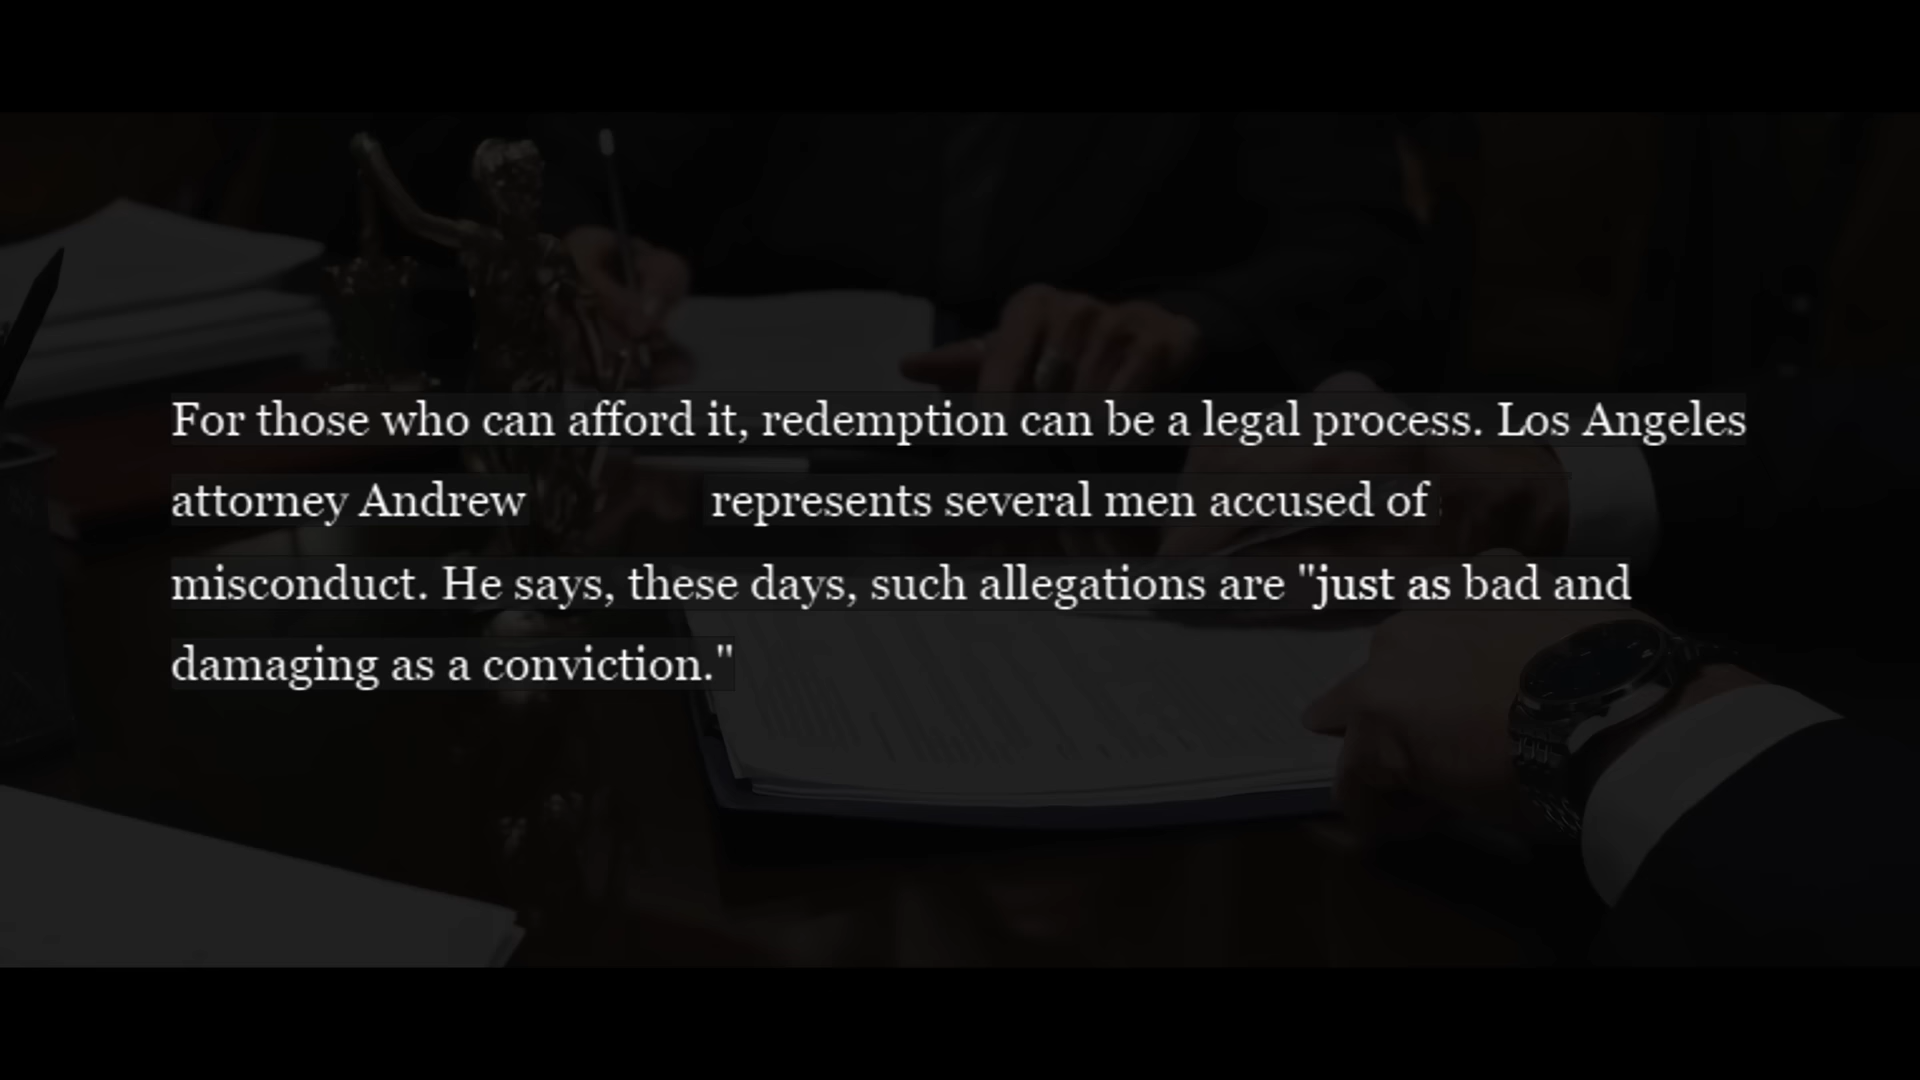 For those who can afford it, redemption can be a legal process. Los Angeles
attorney Andrew represents several men accused of
misconduct. He says, these days, such allegations are "just as bad and
damaging as a conviction."